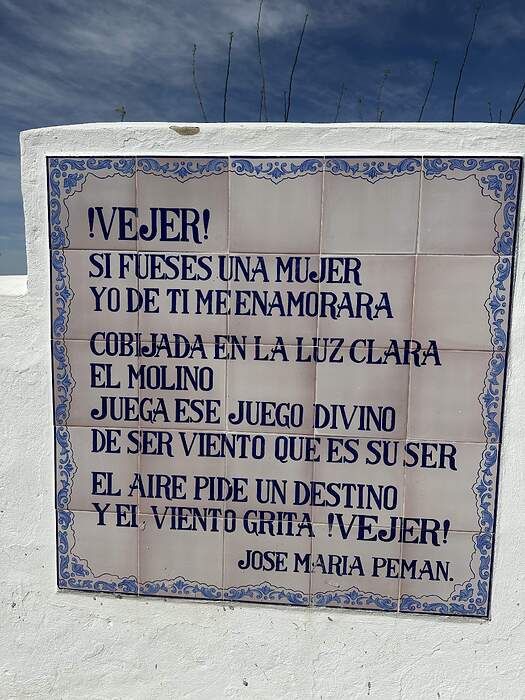 !VEJER!
SI FUESES UNA MUJER
YO DE TI ME ENAMORARA
COBIJADA EN LA LUZ CLARA
EL MOLINO
JUEGA ESE JUEGO DIVINO
DE SER VIENTO QUE ES SU SER
EL AIRE PIDE UN DESTINO
Y EL VIENTO GRITA !VEJER!
JOSE MARIA PEMAN.